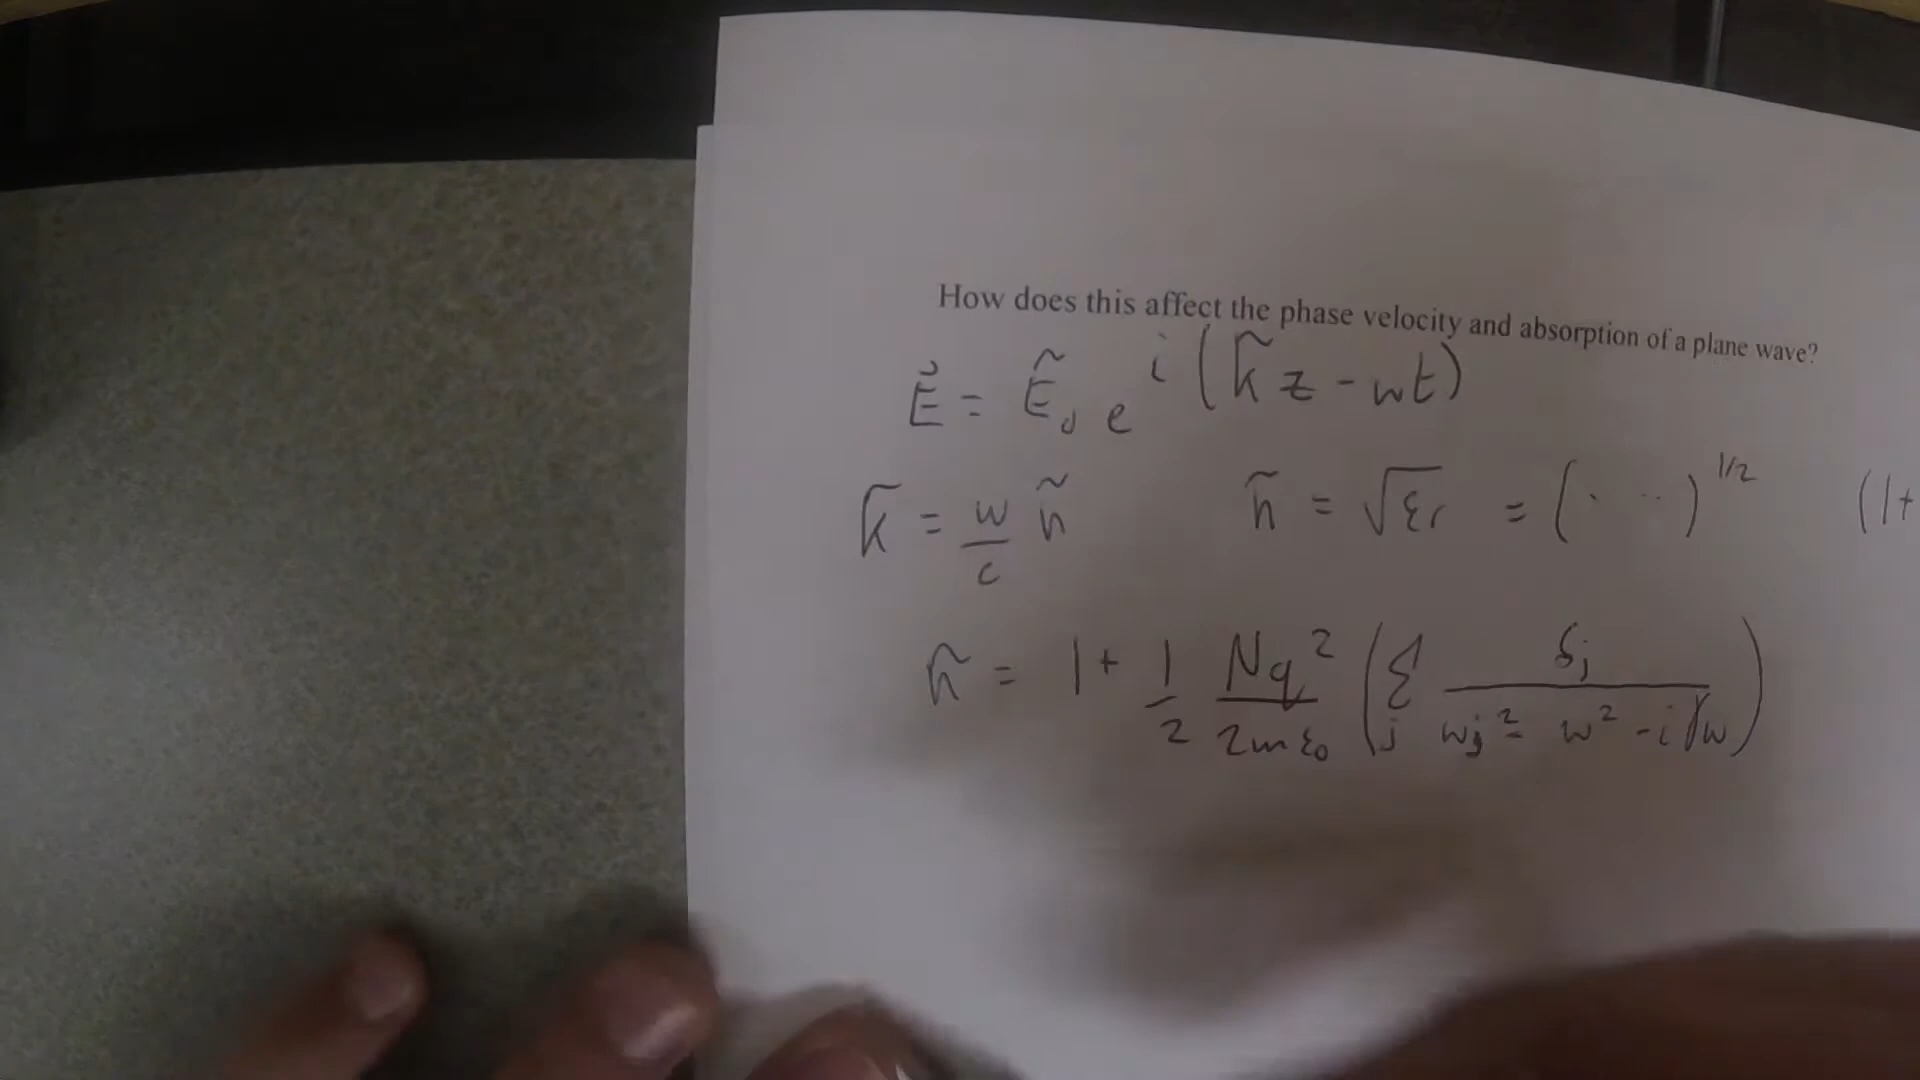 How does this affect the phase velocity and absorption of a plane wave?
E⃗ = Ẽ₀ e^{i(k̃z - ωt)}
k̃ = ω/c ñ    ñ = √εr = (· ··)^{1/2}    (1+
ñ = 1 + 1/2 Nq²/2mε₀ (Σ_j fj/(ωj² - ω² - iγω))